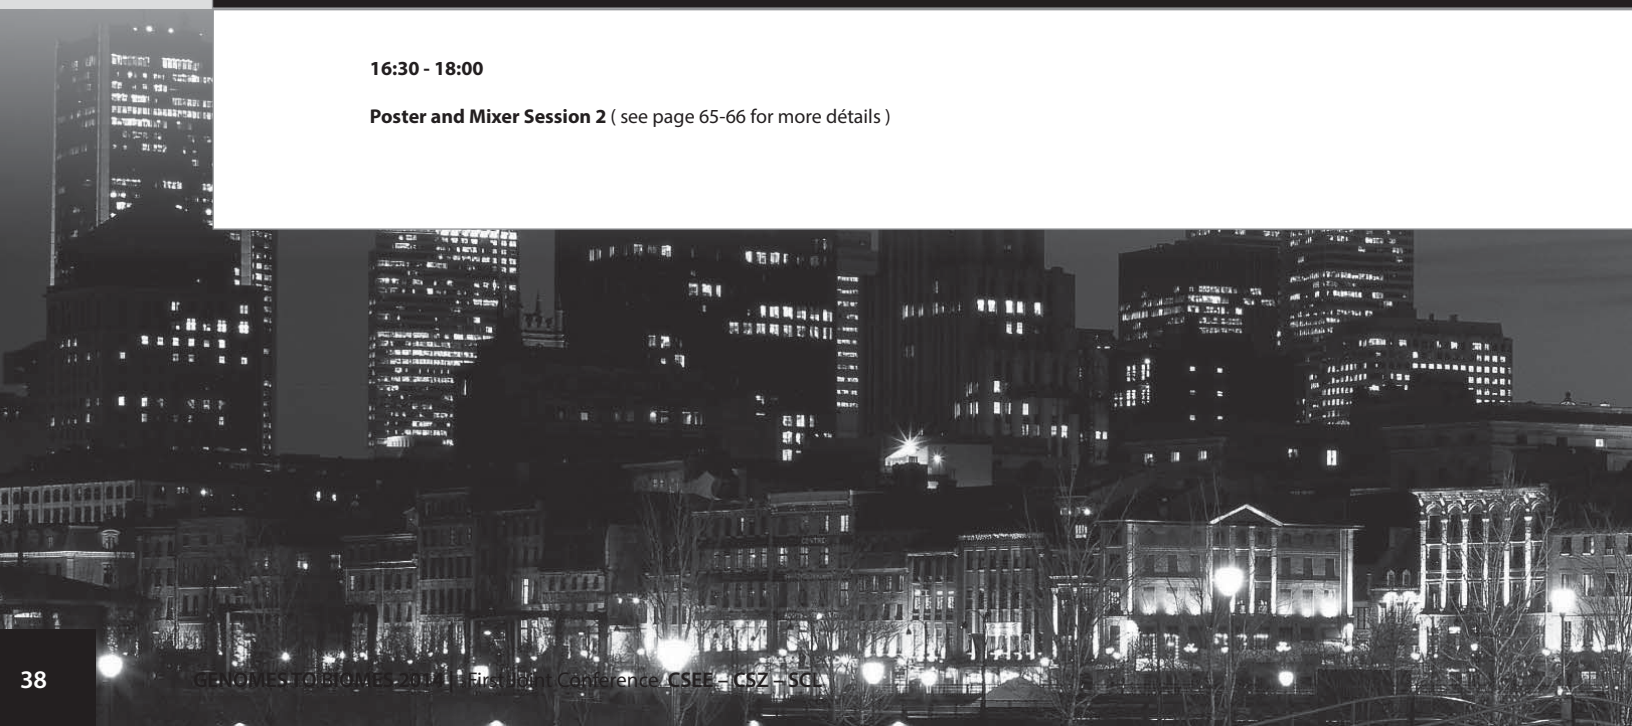 16:30 - 18:00
Poster and Mixer Session 2 ( see page 65-66 for more détails )
CENTRE
38
GENOMES TO BIOMES 2014 | First Joint Conference, CSEE – CSZ – SCL